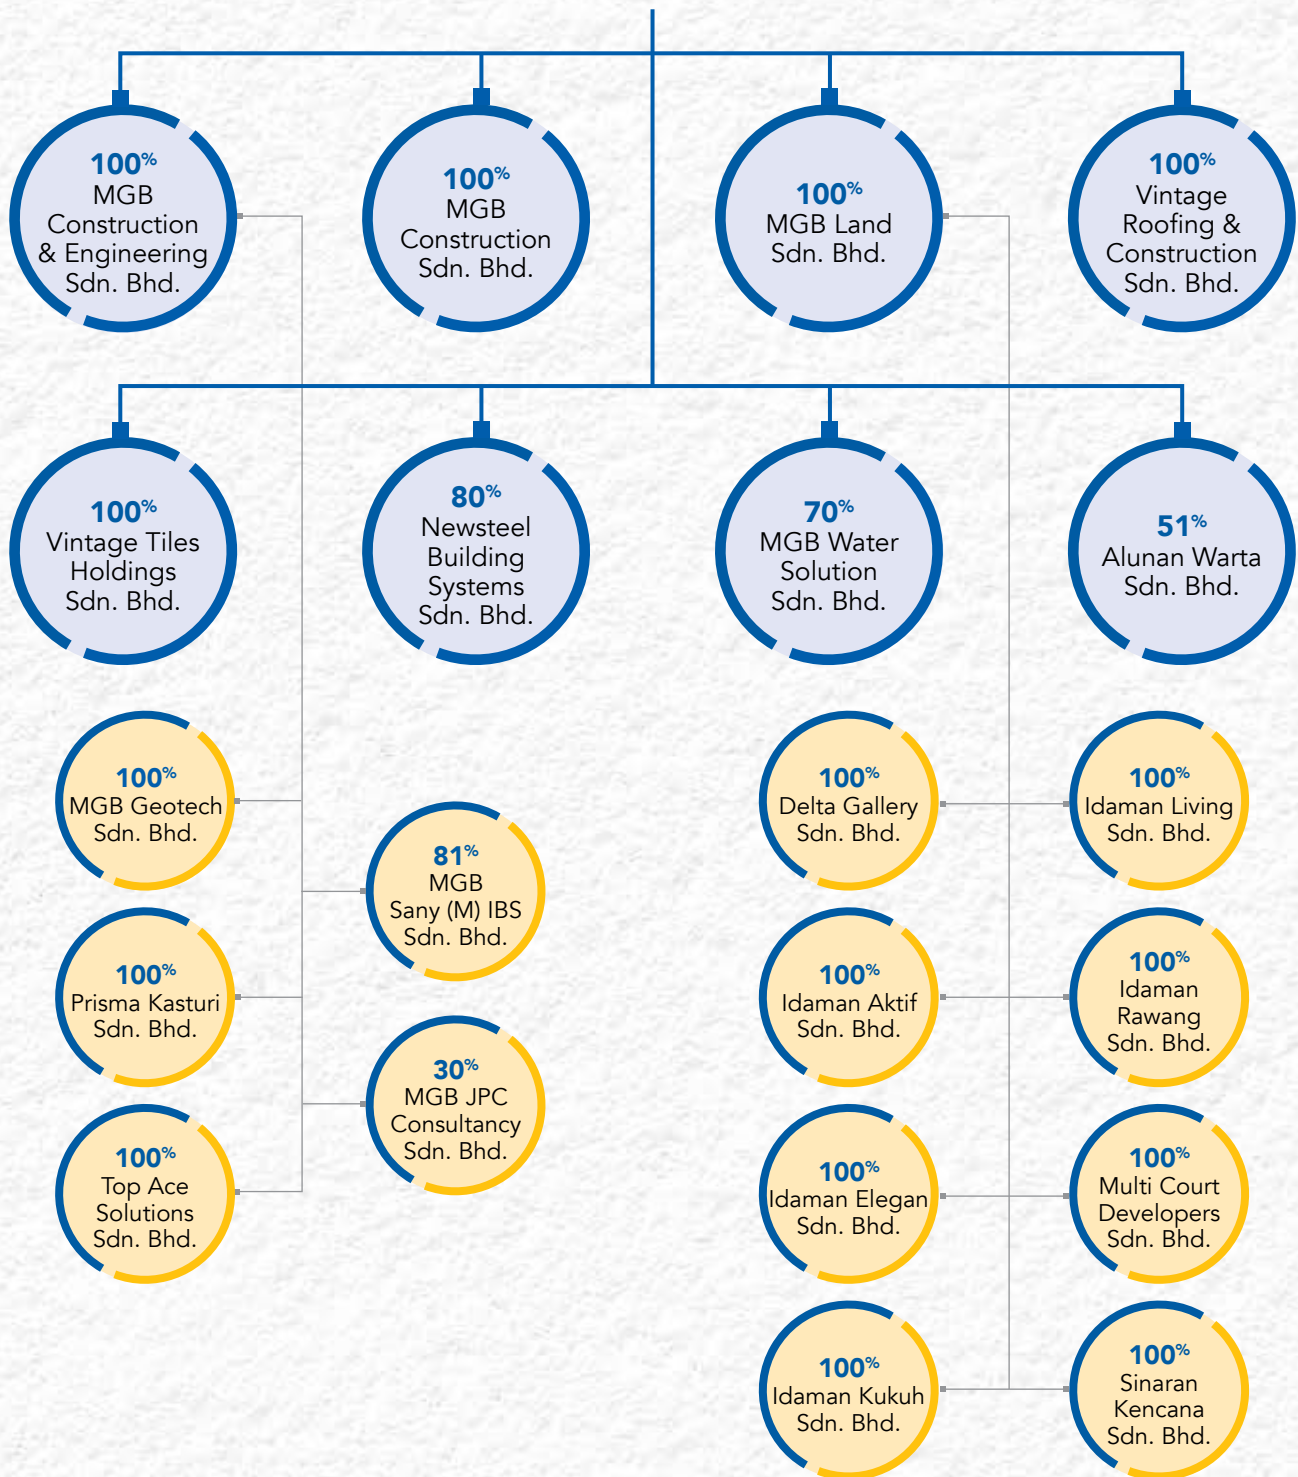 100%
MGB
Construction
& Engineering
Sdn. Bhd.
100%
MGB
Construction
Sdn. Bhd.
100%
MGB Land
Sdn. Bhd.
100%
Vintage
Roofing &
Construction
Sdn. Bhd.
100%
Vintage Tiles
Holdings
Sdn. Bhd.
80%
Newsteel
Building
Systems
Sdn. Bhd.
70%
MGB Water
Solution
Sdn. Bhd.
51%
Alunan Warta
Sdn. Bhd.
100%
MGB Geotech
Sdn. Bhd.
81%
MGB
Sany (M) IBS
Sdn. Bhd.
100%
Prisma Kasturi
Sdn. Bhd.
30%
MGB JPC
Consultancy
Sdn. Bhd.
100%
Top Ace
Solutions
Sdn. Bhd.
100%
Delta Gallery
Sdn. Bhd.
100%
Idaman Living
Sdn. Bhd.
100%
Idaman Aktif
Sdn. Bhd.
100%
Idaman
Rawang
Sdn. Bhd.
100%
Idaman Elegan
Sdn. Bhd.
100%
Multi Court
Developers
Sdn. Bhd.
100%
Idaman Kukuh
Sdn. Bhd.
100%
Sinaran
Kencana
Sdn. Bhd.